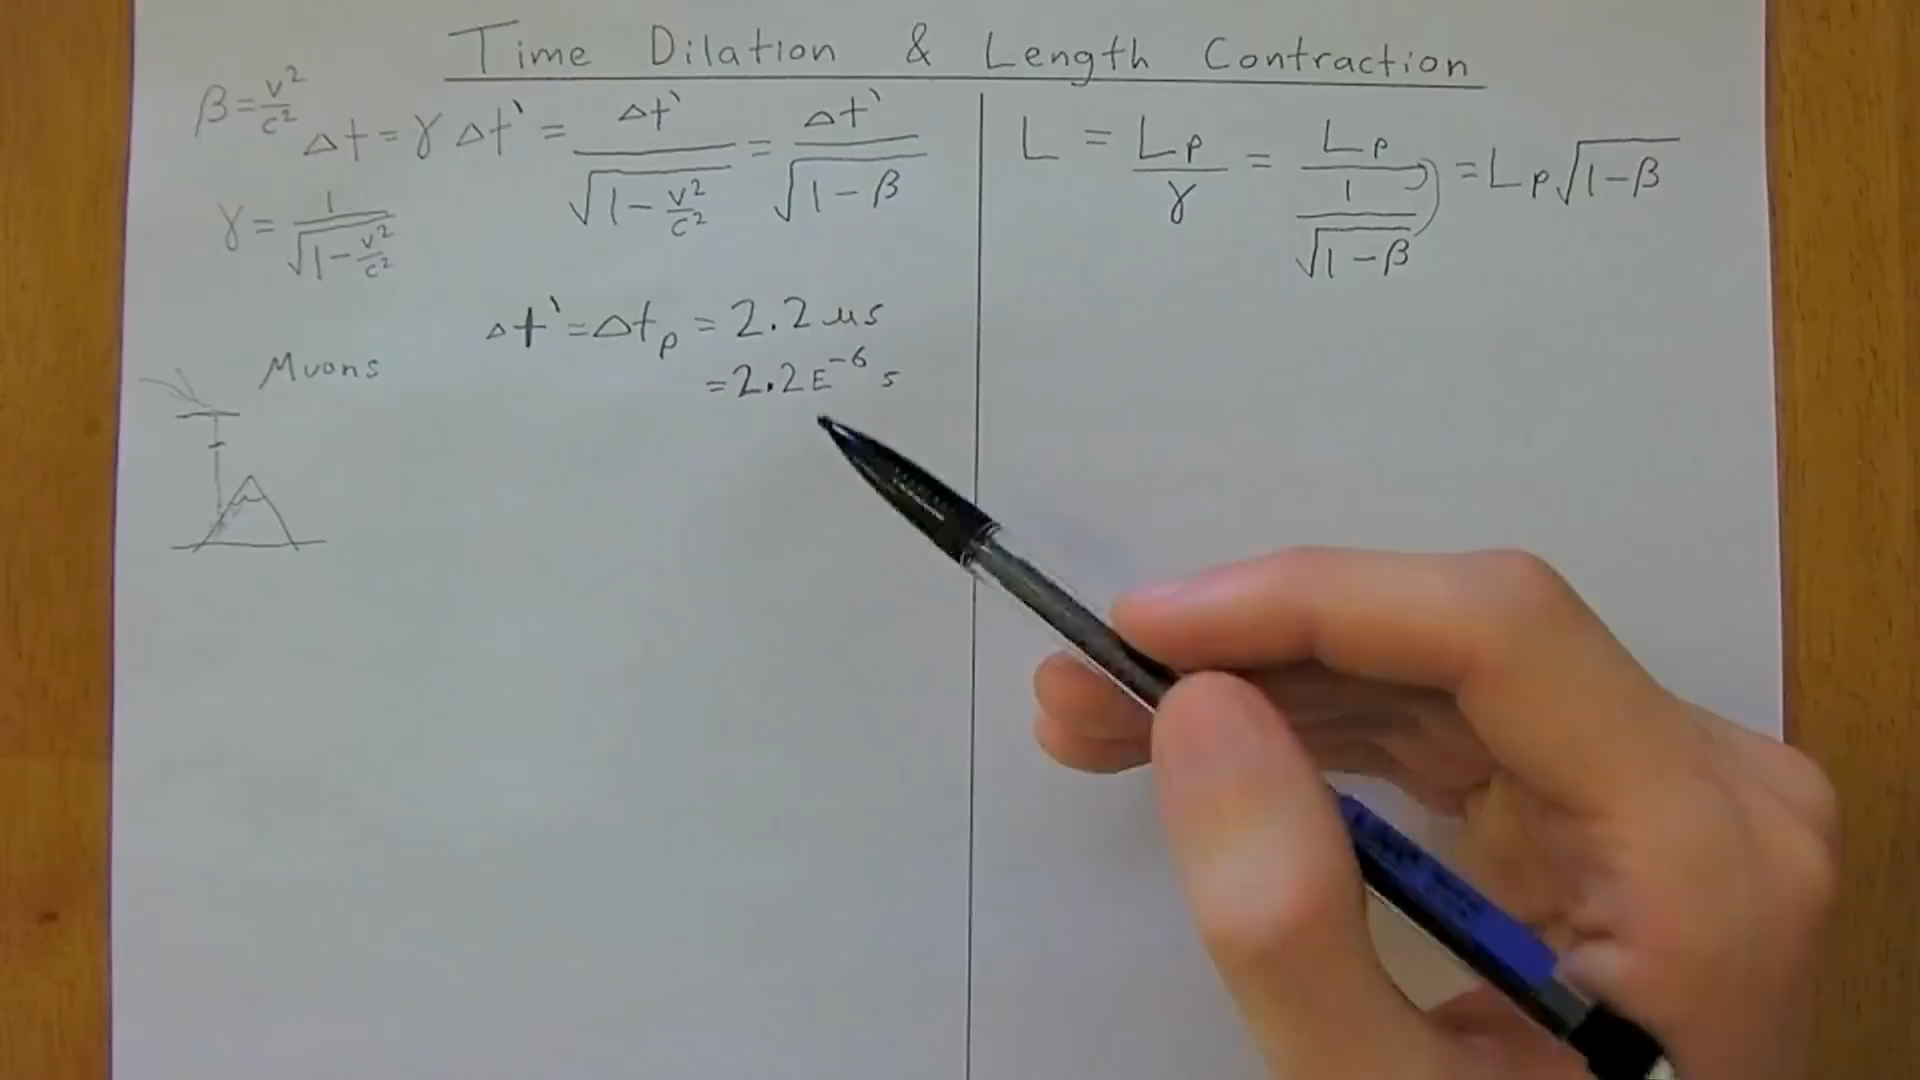 Time Dilation & Length Contraction
β = v²/c²
Δt = γ Δt' = Δt'/√(1 - v²/c²) = Δt'/√(1 - β)
γ = 1/√(1 - v²/c²)
Δt' = Δtₚ = 2.2 μs
= 2.2E⁻⁶ s
Muons
L = Lₚ/γ = Lₚ/(1/√(1 - β)) = Lₚ√(1 - β)